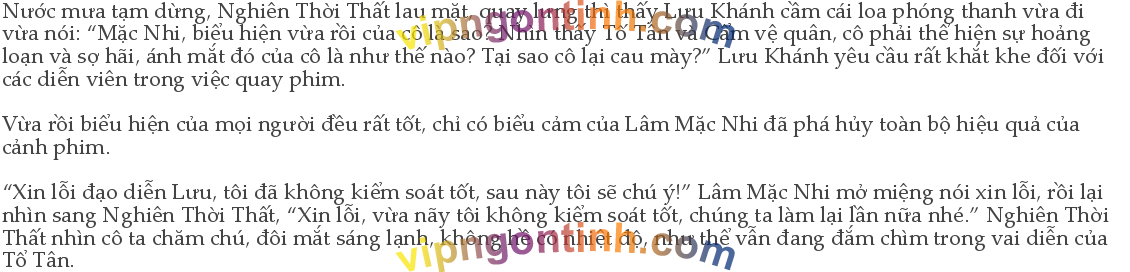 Nước mưa tạm dừng, Nghiên Thời Thất lau mặt, quay lưng thì thấy Lưu Khánh cầm cái loa phóng thanh vừa đi
vừa nói: “Mặc Nhi, biểu hiện vừa rồi của cô là sao? Nhìn thấy Tổ Tân và Cẩm vệ quân, cô phải thể hiện sự hoảng
loạn và sợ hãi, ánh mắt đó của cô là như thế nào? Tại sao cô lại cau mày?” Lưu Khánh yêu cầu rất khắt khe đối với
các diễn viên trong việc quay phim.
Vừa rồi biểu hiện của mọi người đều rất tốt, chỉ có biểu cảm của Lâm Mặc Nhi đã phá hủy toàn bộ hiệu quả của
cảnh phim.
“Xin lỗi đạo diễn Lưu, tôi đã không kiểm soát tốt, sau này tôi sẽ chú ý!” Lâm Mặc Nhi mở miệng nói xin lỗi, rồi lại
nhìn sang Nghiên Thời Thất, “Xin lỗi, vừa nãy tôi không kiểm soát tốt, chúng ta làm lại lần nữa nhé.” Nghiên Thời
Thất nhìn cô ta chăm chú, đôi mắt sáng lạnh, không hề có nhiệt độ, như thể vẫn đang đắm chìm trong vai diễn của
Tổ Tân.
vipngontinh.com
vipngontinh.com